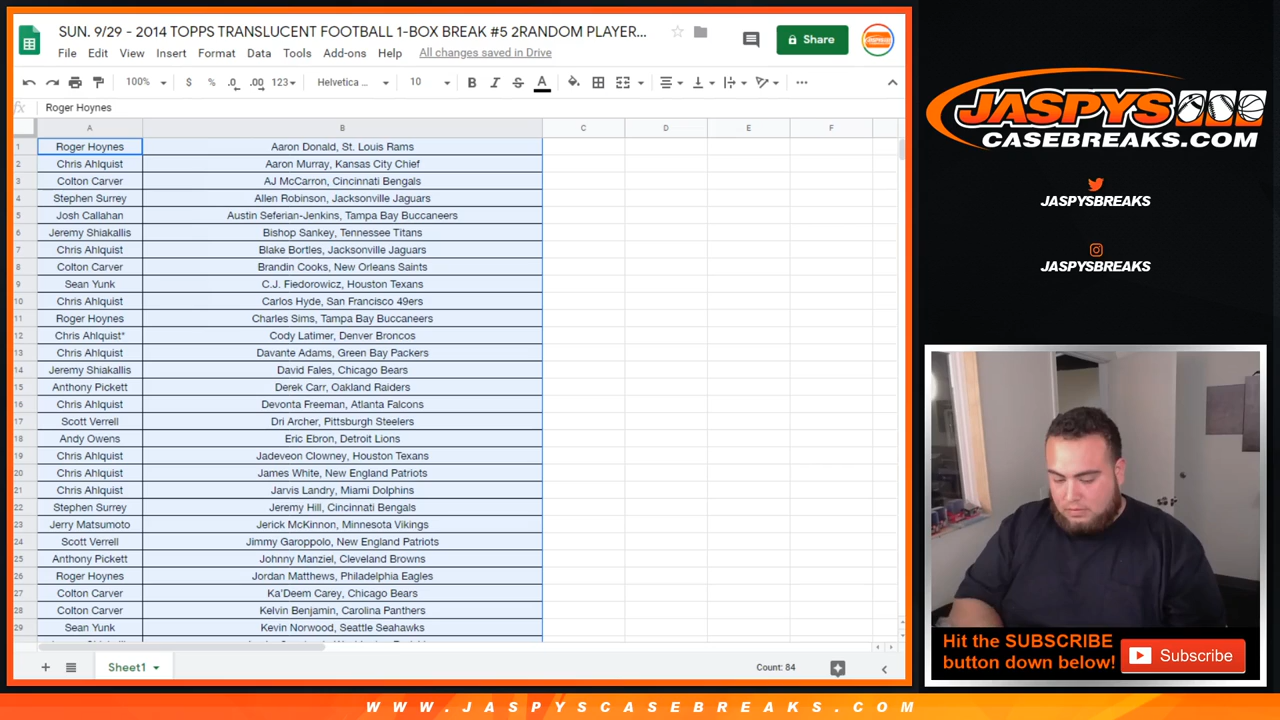 SUN. 9/29 - 2014 TOPPS TRANSLUCENT FOOTBALL 1-BOX BREAK #5 2RANDOM PLAYER...
File Edit View Insert Format Data Tools Add-ons Help All changes saved in Drive
Share
100% $ % .0 .00 123 Helvetica ... 10 B I S A
fx Roger Hoynes
A B C D E F
1 Roger Hoynes Aaron Donald, St. Louis Rams
2 Chris Ahlquist Aaron Murray, Kansas City Chief
3 Colton Carver AJ McCarron, Cincinnati Bengals
4 Stephen Surrey Allen Robinson, Jacksonville Jaguars
5 Josh Callahan Austin Seferian-Jenkins, Tampa Bay Buccaneers
6 Jeremy Shiakallis Bishop Sankey, Tennessee Titans
7 Chris Ahlquist Blake Bortles, Jacksonville Jaguars
8 Colton Carver Brandin Cooks, New Orleans Saints
9 Sean Yunk C.J. Fiedorowicz, Houston Texans
10 Chris Ahlquist Carlos Hyde, San Francisco 49ers
11 Roger Hoynes Charles Sims, Tampa Bay Buccaneers
12 Chris Ahlquist* Cody Latimer, Denver Broncos
13 Chris Ahlquist Davante Adams, Green Bay Packers
14 Jeremy Shiakallis David Fales, Chicago Bears
15 Anthony Pickett Derek Carr, Oakland Raiders
16 Chris Ahlquist Devonta Freeman, Atlanta Falcons
17 Scott Verrell Dri Archer, Pittsburgh Steelers
18 Andy Owens Eric Ebron, Detroit Lions
19 Chris Ahlquist Jadeveon Clowney, Houston Texans
20 Chris Ahlquist James White, New England Patriots
21 Chris Ahlquist Jarvis Landry, Miami Dolphins
22 Stephen Surrey Jeremy Hill, Cincinnati Bengals
23 Jerry Matsumoto Jerick McKinnon, Minnesota Vikings
24 Scott Verrell Jimmy Garoppolo, New England Patriots
25 Anthony Pickett Johnny Manziel, Cleveland Browns
26 Roger Hoynes Jordan Matthews, Philadelphia Eagles
27 Colton Carver Ka'Deem Carey, Chicago Bears
28 Colton Carver Kelvin Benjamin, Carolina Panthers
29 Sean Yunk Kevin Norwood, Seattle Seahawks
Sheet1 Count: 84
JASPYS
CASEBREAKS.COM
JASPYSBREAKS
JASPYSBREAKS
Hit the SUBSCRIBE
button down below!
Subscribe
WWW.JASPYSCASEBREAKS.COM